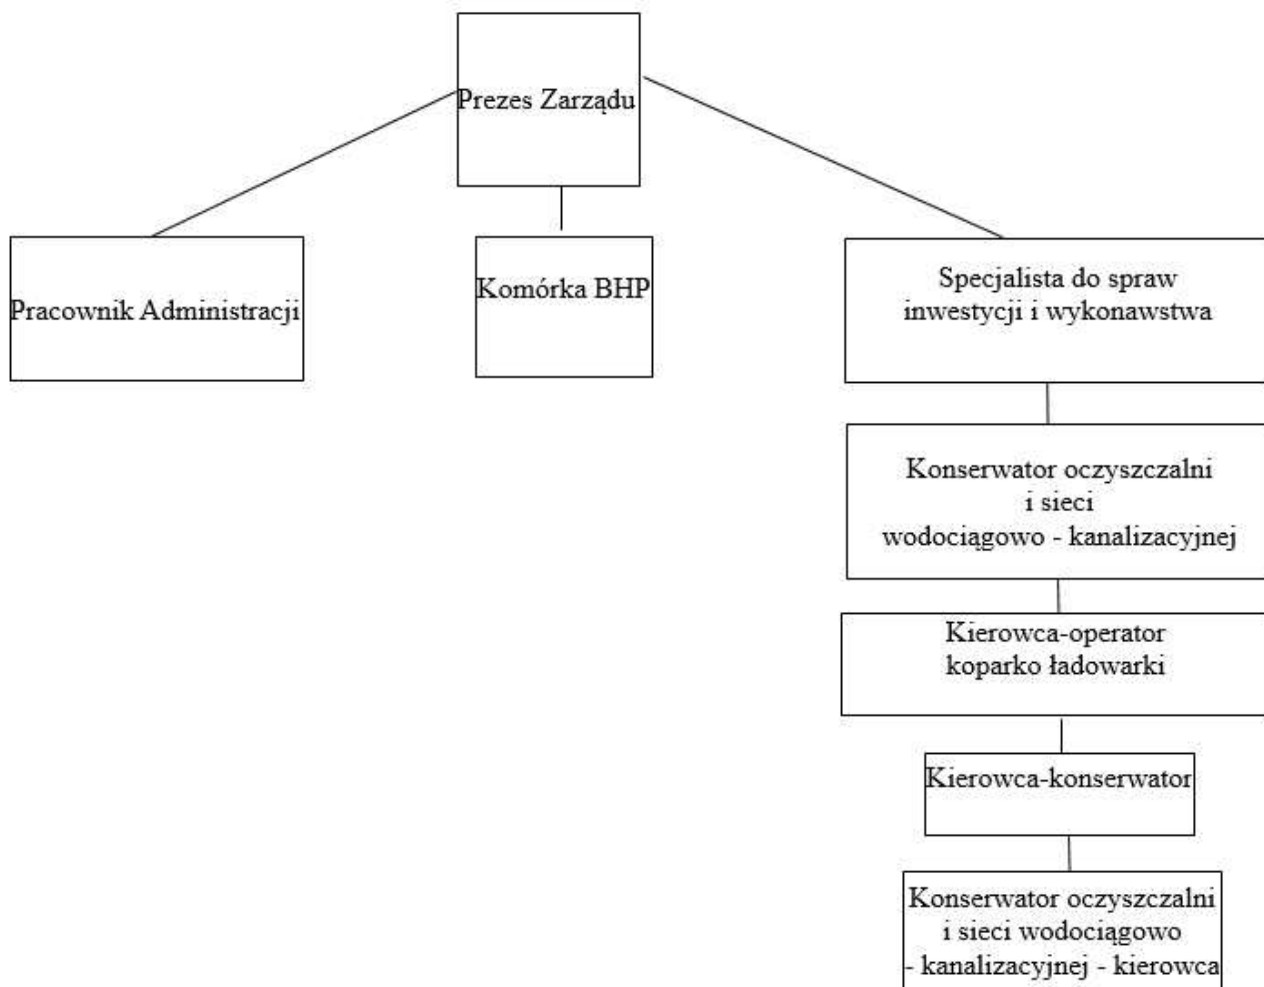 Prezes Zarządu
Pracownik Administracji
Komórka BHP
Specjalista do spraw
inwestycji i wykonawstwa
Konserwator oczyszczalni
i sieci
wodociągowo - kanalizacyjnej
Kierowca-operator
koparko ładowarki
Kierowca-konserwator
Konserwator oczyszczalni
i sieci wodociągowo
- kanalizacyjnej - kierowca